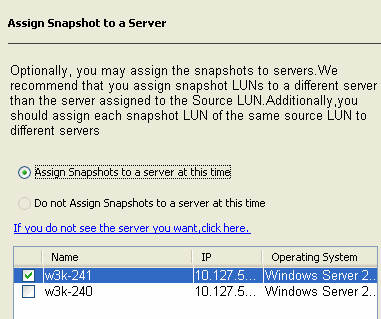 Assign Snapshot to a Server
Optionally, you may assign the snapshots to servers.We
recommend that you assign snapshot LUNs to a different server
than the server assigned to the Source LUN.Additionally,you
should assign each snapshot LUN of the same source LUN to
different servers
Assign Snapshots to a server at this time
Do not Assign Snapshots to a server at this time
If you do not see the server you want,click here.
Name IP Operating System
w3k-241 10.127.5... Windows Server 2...
w3k-240 10.127.5... Windows Server 2...